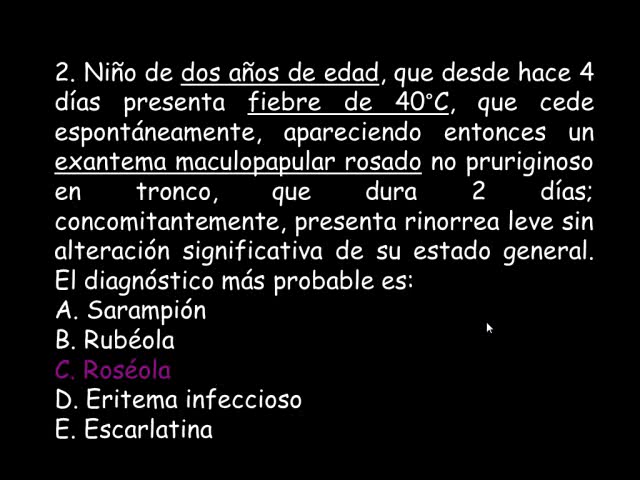 2. Niño de dos años de edad, que desde hace 4
días presenta fiebre de 40°C, que cede
espontáneamente, apareciendo entonces un
exantema maculopapular rosado no pruriginoso
en tronco, que dura 2 días;
concomitantemente, presenta rinorrea leve sin
alteración significativa de su estado general.
El diagnóstico más probable es:
A. Sarampión
B. Rubéola
C. Roséola
D. Eritema infeccioso
E. Escarlatina